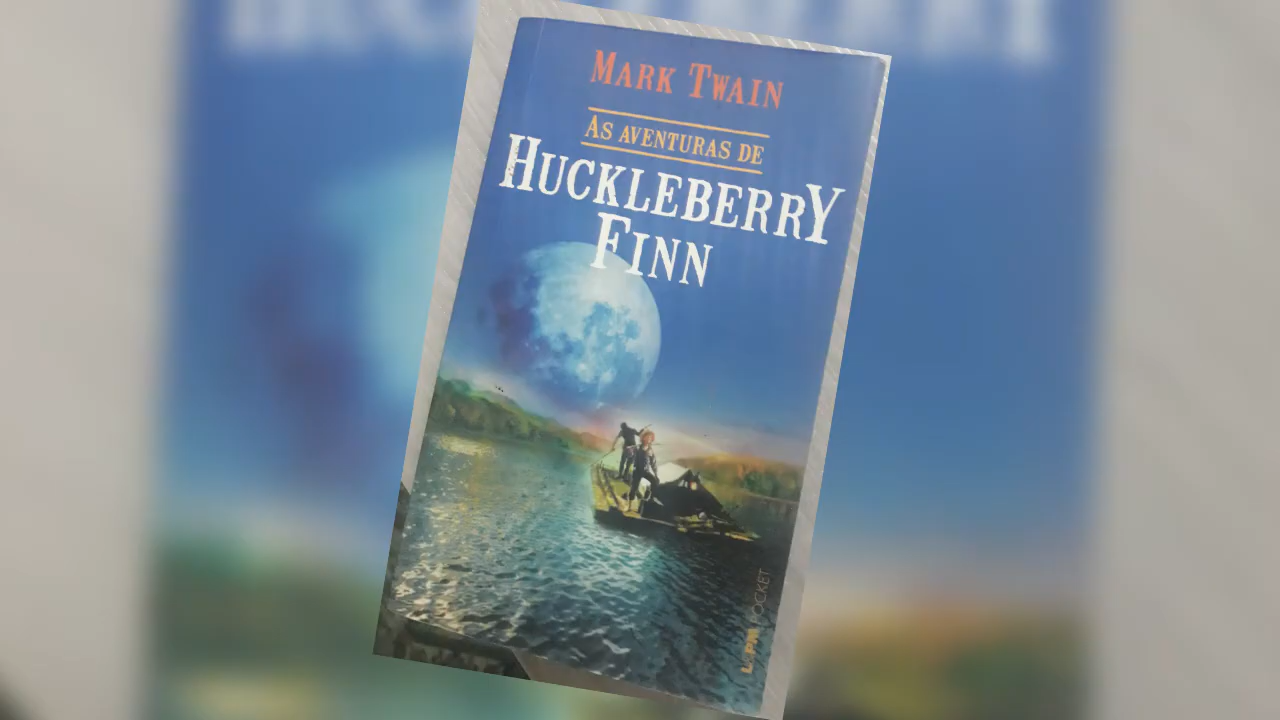 MARK TWAIN
AS AVENTURAS DE
HUCKLEBERRY
FINN
L&PM POCKET